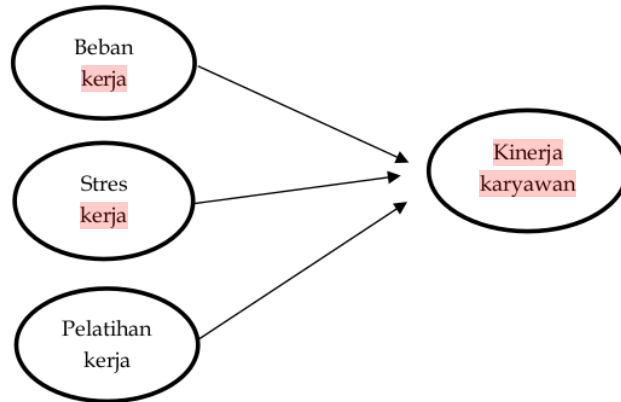 Beban
kerja
Stres
kerja
Pelatihan
kerja
Kinerja
karyawan